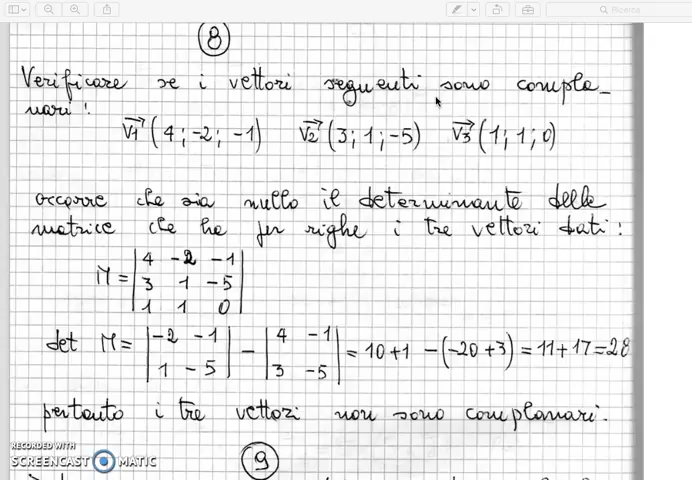 Ricerca
8
Verificare se i vettori seguenti sono compla-
nari:
V1 (4; -2; -1) V2 (3; 1; -5) V3 (1; 1; 0)
occorre che sia nullo il determinante della
matrice che ha per righe i tre vettori dati:
M = | 4 -2 -1 |
| 3 1 -5 |
| 1 1 0 |
det M = | -2 -1 | - | 4 -1 | = 10+1 -(-20+3) = 11+17 = 28
| 1 -5 | | 3 -5 |
pertanto i tre vettori non sono complanari.
RECORDED WITH
SCREENCAST MATIC
9